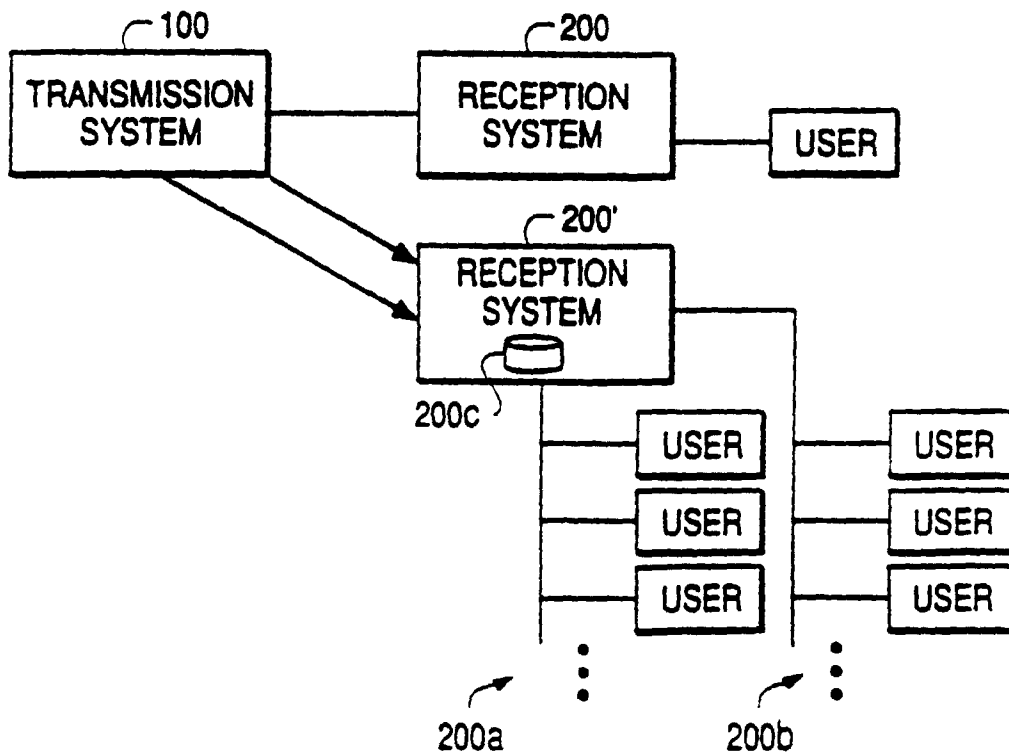 100
TRANSMISSION
SYSTEM
200
RECEPTION
SYSTEM
USER
200'
RECEPTION
SYSTEM
200c
USER
USER
USER
USER
USER
USER
200a
200b